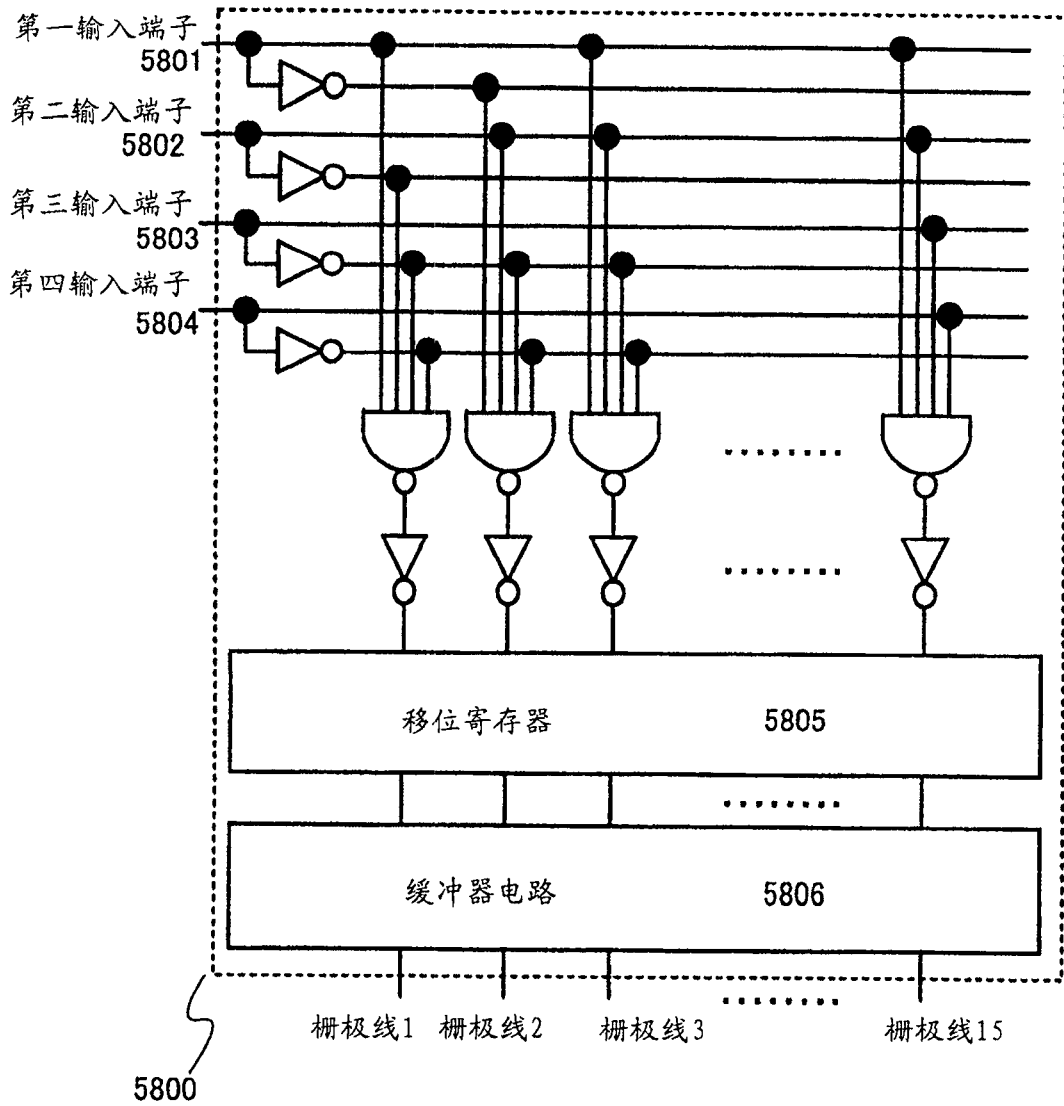 第一输入端子
5801
第二输入端子
5802
第三输入端子
5803
第四输入端子
5804
移位寄存器 5805
缓冲器电路 5806
栅极线1 栅极线2 栅极线3 栅极线15
5800